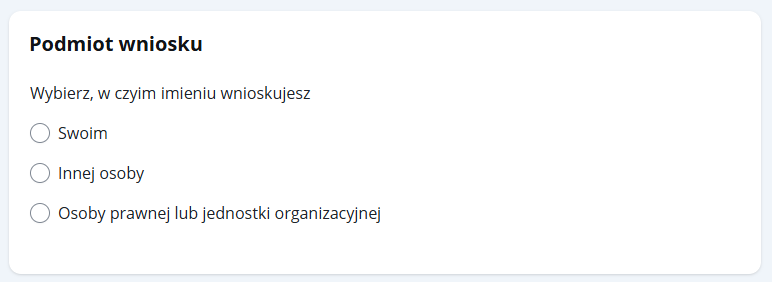 Podmiot wniosku
Wybierz, w czyim imieniu wnioskujesz
Swoim
Innej osoby
Osoby prawnej lub jednostki organizacyjnej